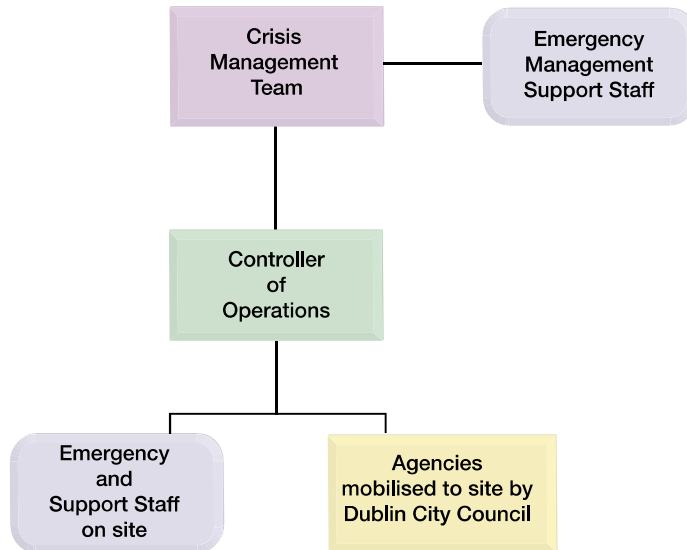 Crisis
Management
Team
Emergency
Management
Support Staff
Controller
of
Operations
Emergency
and
Support Staff
on site
Agencies
mobilised to site by
Dublin City Council